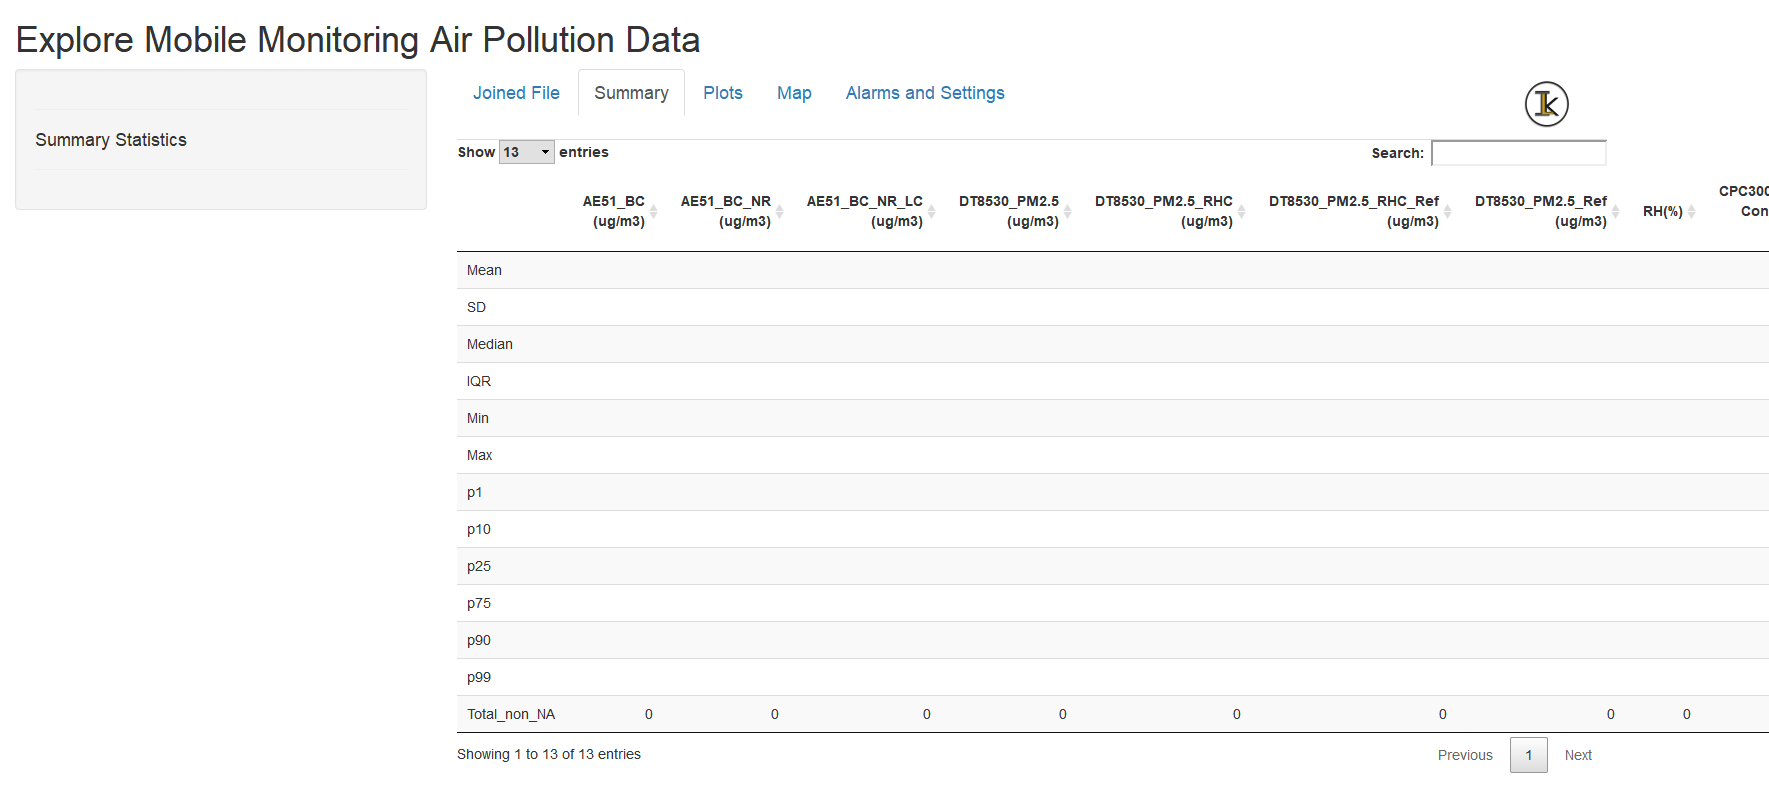 Explore Mobile Monitoring Air Pollution Data
Summary Statistics
Joined File Summary Plots Map Alarms and Settings
Show 13 entries Search:
AE51_BC (ug/m3)
AE51_BC_NR (ug/m3)
AE51_BC_NR_LC (ug/m3)
DT8530_PM2.5 (ug/m3)
DT8530_PM2.5_RHC (ug/m3)
DT8530_PM2.5_RHC_Ref (ug/m3)
DT8530_PM2.5_Ref (ug/m3)
RH(%)
CPC300
Con
Mean
SD
Median
IQR
Min
Max
p1
p10
p25
p75
p90
p99
Total_non_NA 0 0 0 0 0 0 0 0
Showing 1 to 13 of 13 entries Previous 1 Next